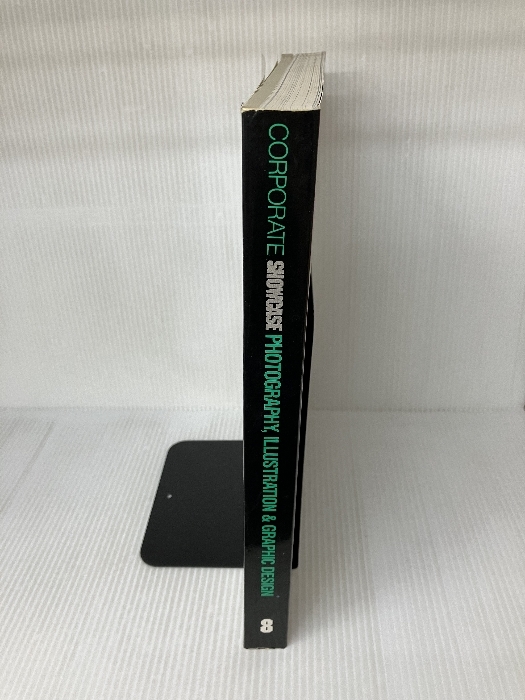 CORPORATE SHOWCASE PHOTOGRAPHY, ILLUSTRATION & GRAPHIC DESIGN
8